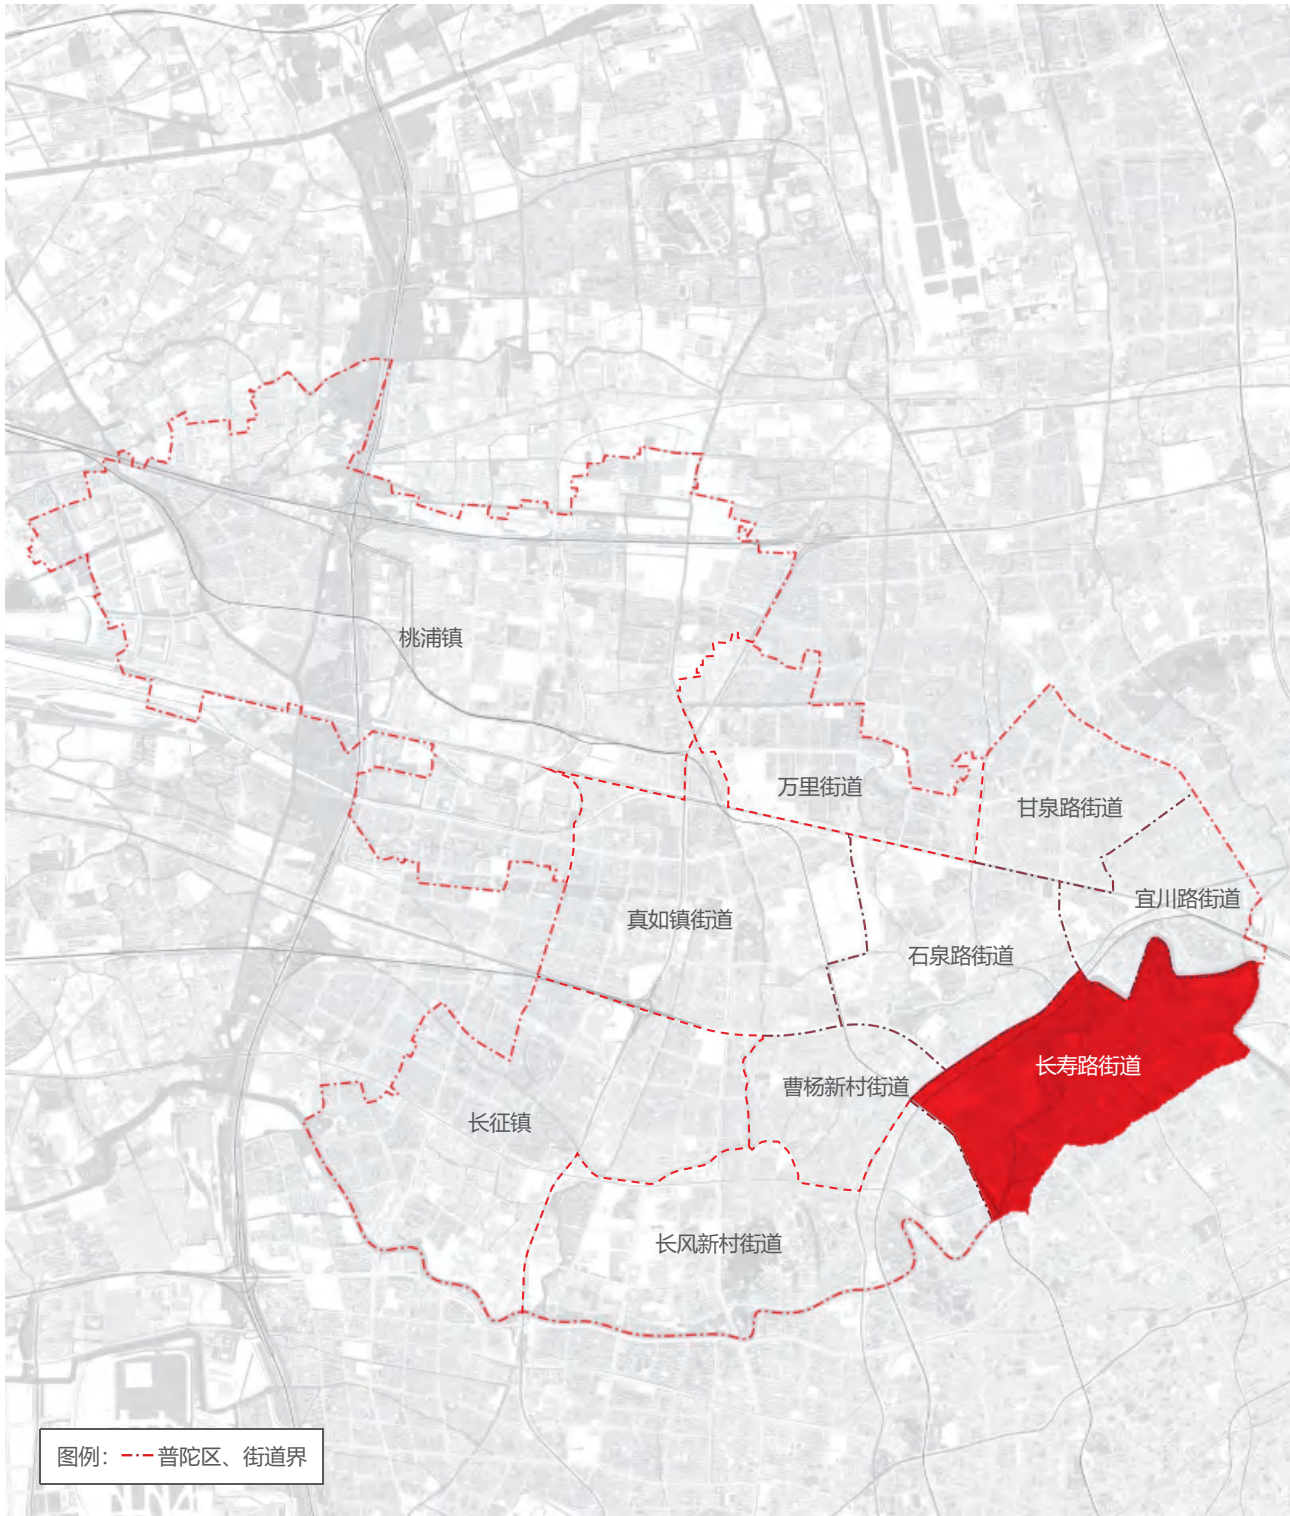 桃浦镇
万里街道
甘泉路街道
宜川路街道
真如镇街道
石泉路街道
长寿路街道
曹杨新村街道
长征镇
长风新村街道
图例： 普陀区、街道界